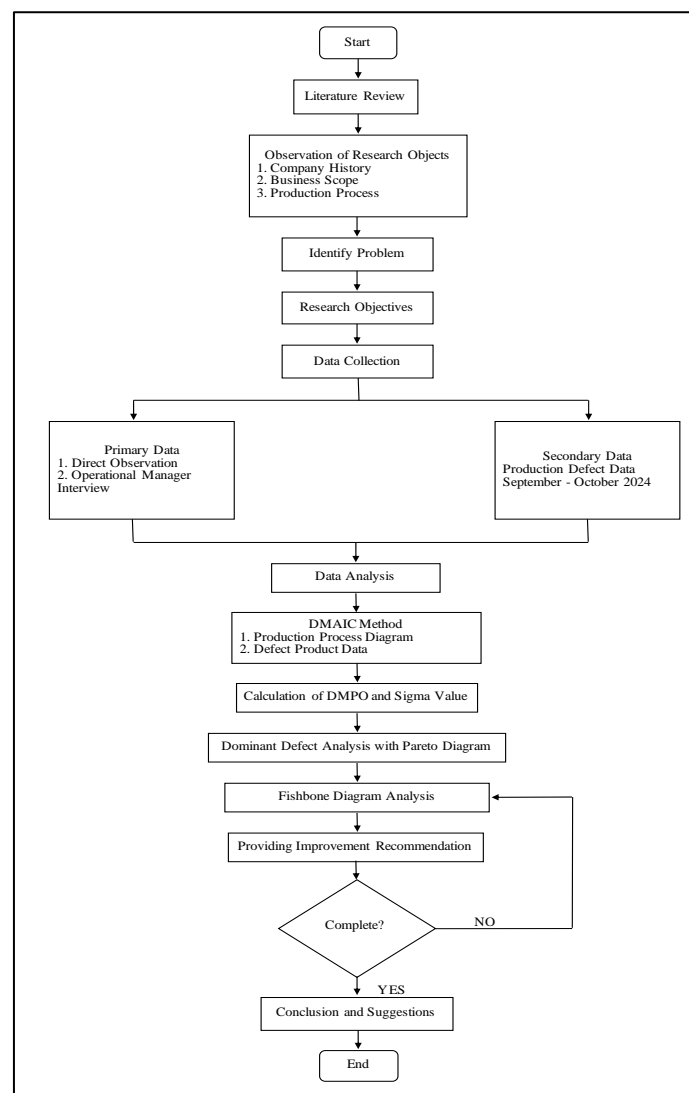 Start
Literature Review
Observation of Research Objects
1. Company History
2. Business Scope
3. Production Process
Identify Problem
Research Objectives
Data Collection
Primary Data
1. Direct Observation
2. Operational Manager
Interview
Secondary Data
Production Defect Data
September - October 2024
Data Analysis
DMAIC Method
1. Production Process Diagram
2. Defect Product Data
Calculation of DMPO and Sigma Value
Dominant Defect Analysis with Pareto Diagram
Fishbone Diagram Analysis
Providing Improvement Recommendation
Complete?
NO
YES
Conclusion and Suggestions
End